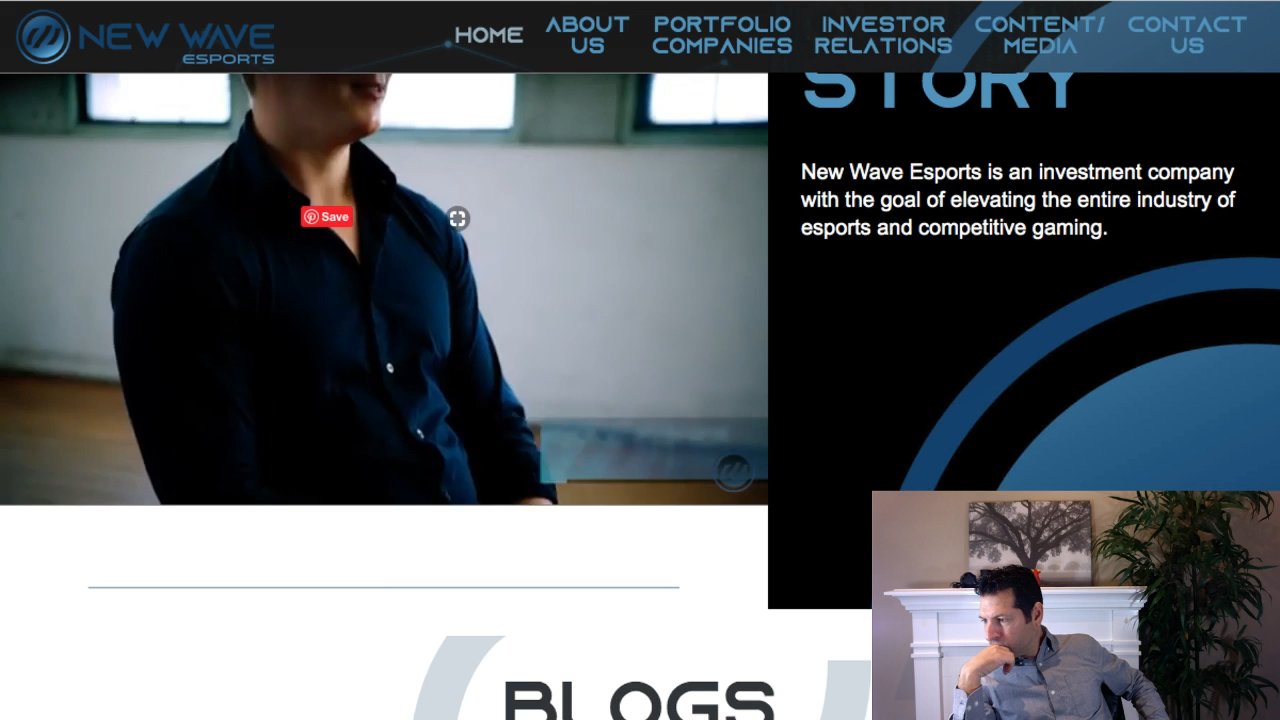 NEW WAVE
ESPORTS
HOME
ABOUT
US
PORTFOLIO
COMPANIES
INVESTOR
RELATIONS
CONTENT/
MEDIA
CONTACT
US
STORY
New Wave Esports is an investment company
with the goal of elevating the entire industry of
esports and competitive gaming.
Save
BLOGS